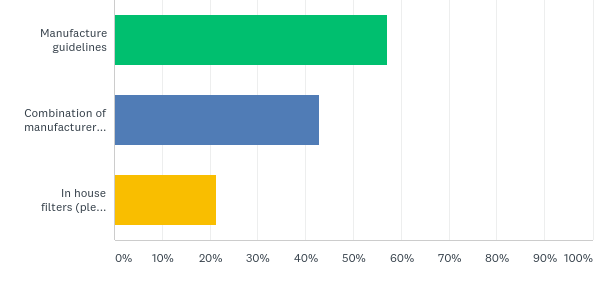 Manufacture
guidelines
Combination of
manufacturer...
In house
filters (ple...
0% 10% 20% 30% 40% 50% 60% 70% 80% 90% 100%